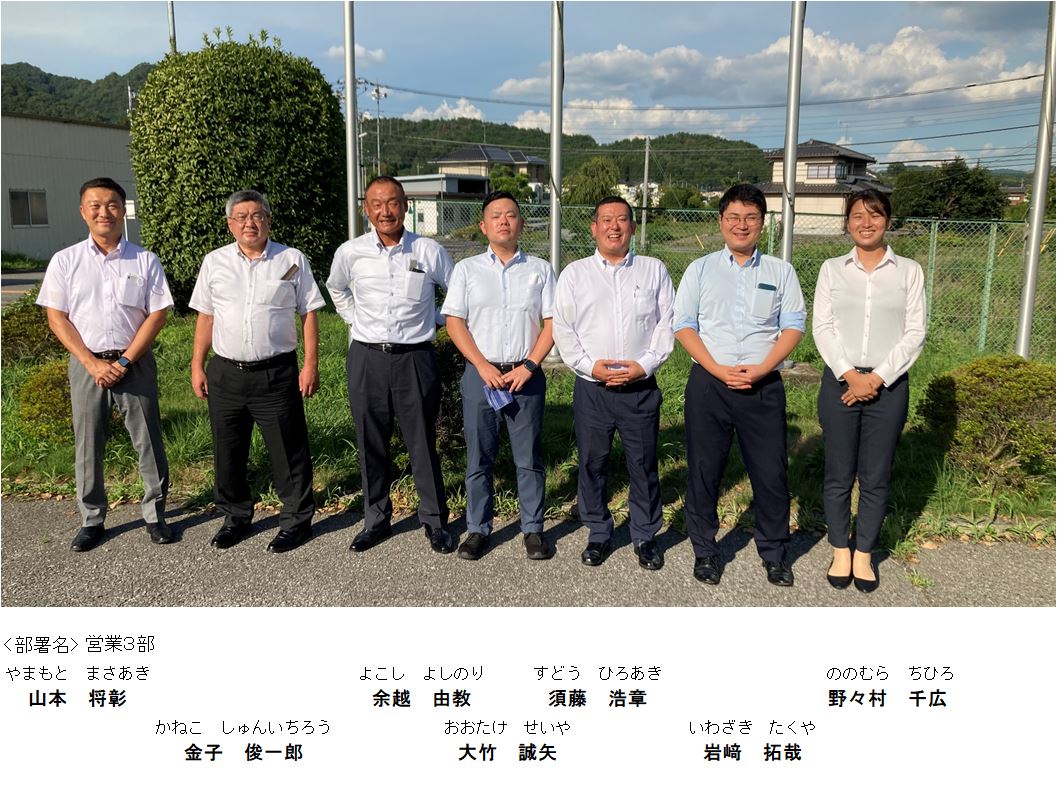 <部署名> 営業3部
やまもと まさあき よこし よしのり すどう ひろあき ののむら ちひろ
山本 将彰 余越 由教 須藤 浩章 野々村 千広
かねこ しゅんいちろう おおたけ せいや いわざき たくや
金子 俊一郎 大竹 誠矢 岩﨑 拓哉